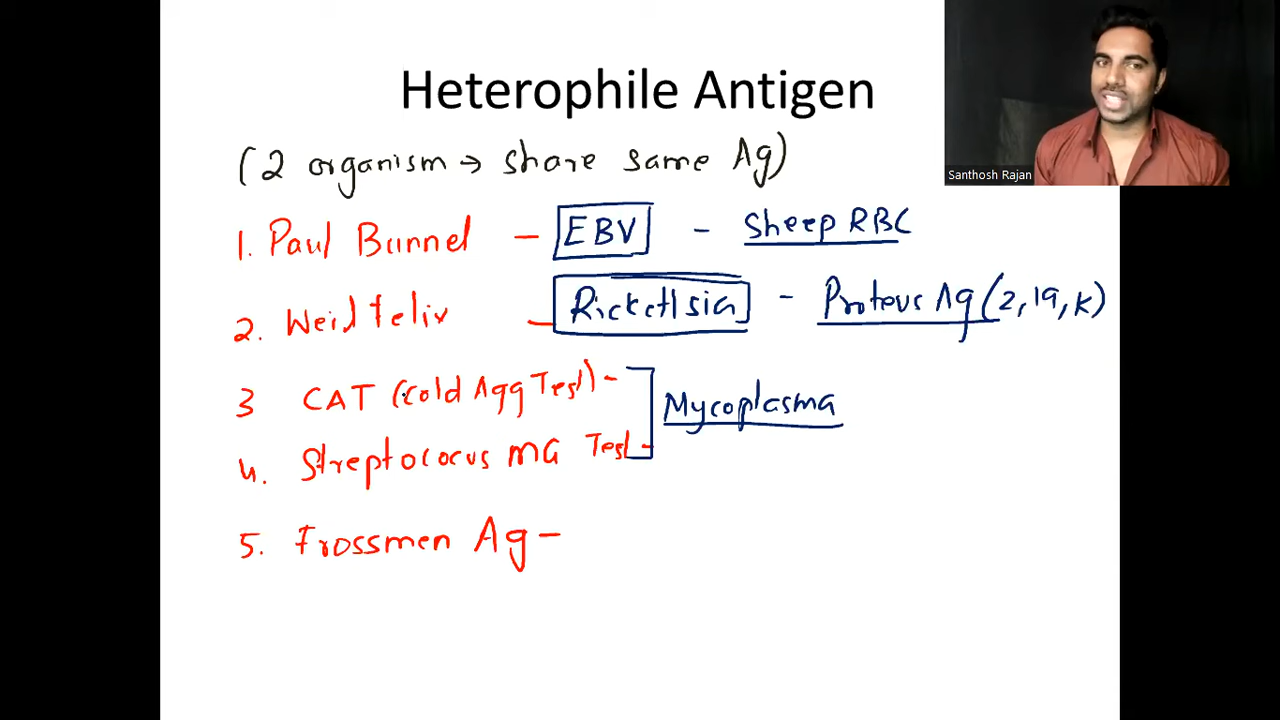 Heterophile Antigen
(2 organism → share same Ag)
Santhosh Rajan
1. Paul Bunnel - EBV - Sheep RBC
2. Weil felix - Rickettsia - Proteus Ag (2, 19, K)
3 CAT (Cold Agg Test) - Mycoplasma
4. Streptococus MG Test -
5. Frossmen Ag -